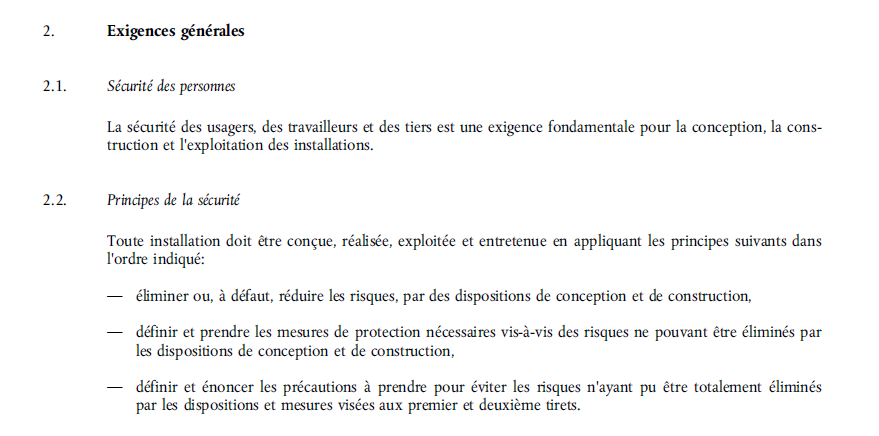 2. Exigences générales
2.1. Sécurité des personnes
La sécurité des usagers, des travailleurs et des tiers est une exigence fondamentale pour la conception, la cons-
truction et l'exploitation des installations.
2.2. Principes de la sécurité
Toute installation doit être conçue, réalisée, exploitée et entretenue en appliquant les principes suivants dans
l'ordre indiqué:
— éliminer ou, à défaut, réduire les risques, par des dispositions de conception et de construction,
— définir et prendre les mesures de protection nécessaires vis-à-vis des risques ne pouvant être éliminés par
les dispositions de conception et de construction,
— définir et énoncer les précautions à prendre pour éviter les risques n'ayant pu être totalement éliminés
par les dispositions et mesures visées aux premier et deuxième tirets.